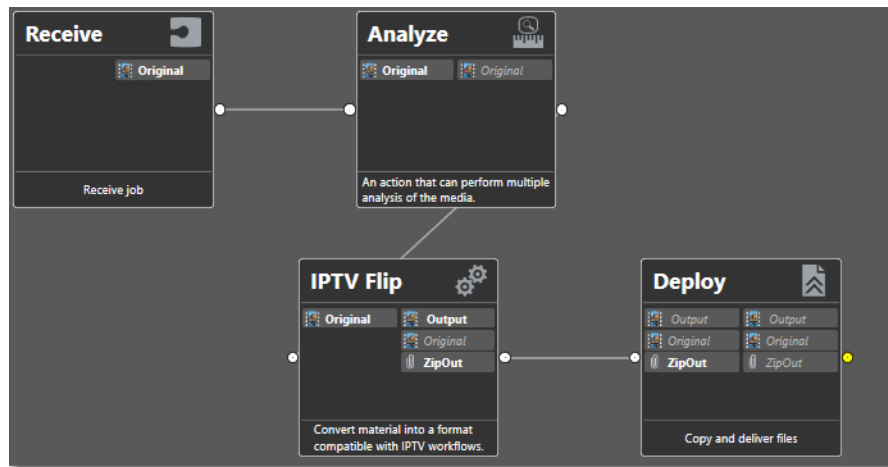 Receive
Original
Receive job
Analyze
Original Original
An action that can perform multiple
analysis of the media.
IPTV Flip
Original Output
Original
ZipOut
Convert material into a format
compatible with IPTV workflows.
Deploy
Output Output
Original Original
ZipOut ZipOut
Copy and deliver files